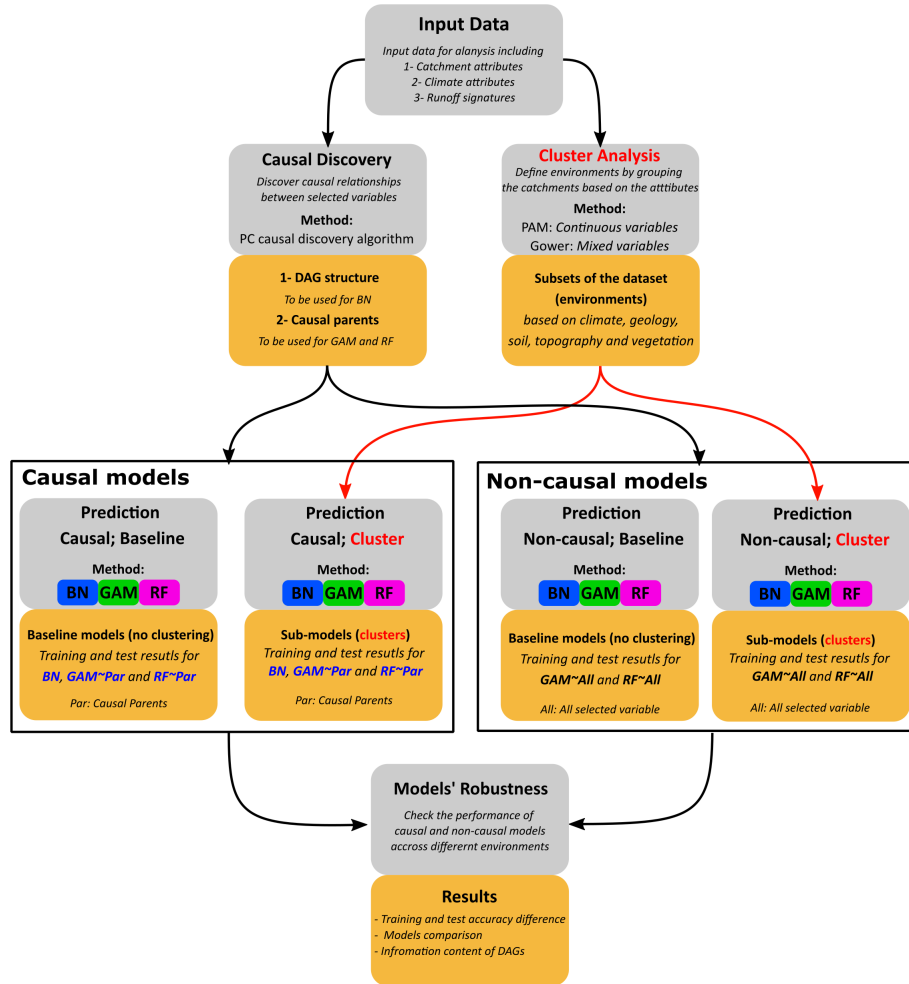 Input Data
Input data for alanysis including
1- Catchment attributes
2- Climate attributes
3- Runoff signatures
Causal Discovery
Discover causal relationships
between selected variables
Method:
PC causal discovery algorithm
1- DAG structure
To be used for BN
2- Causal parents
To be used for GAM and RF
Cluster Analysis
Define environments by grouping
the catchments based on the atttibutes
Method:
PAM: Continuous variables
Gower: Mixed variables
Subsets of the dataset
(environments)
based on climate, geology,
soil, topography and vegetation
Causal models
Prediction
Causal; Baseline
Method:
BN GAM RF
Baseline models (no clustering)
Training and test resutls for
BN, GAM~Par and RF~Par
Par: Causal Parents
Prediction
Causal; Cluster
Method:
BN GAM RF
Sub-models (clusters)
Training and test resutls for
BN, GAM~Par and RF~Par
Par: Causal Parents
Non-causal models
Prediction
Non-causal; Baseline
Method:
BN GAM RF
Baseline models (no clustering)
Training and test resutls for
GAM~All and RF~All
All: All selected variable
Prediction
Non-causal; Cluster
Method:
BN GAM RF
Sub-models (clusters)
Training and test resutls for
GAM~All and RF~All
All: All selected variable
Models' Robustness
Check the performance of
causal and non-causal models
accross differernt environments
Results
- Training and test accuracy difference
- Models comparison
- Infromation content of DAGs